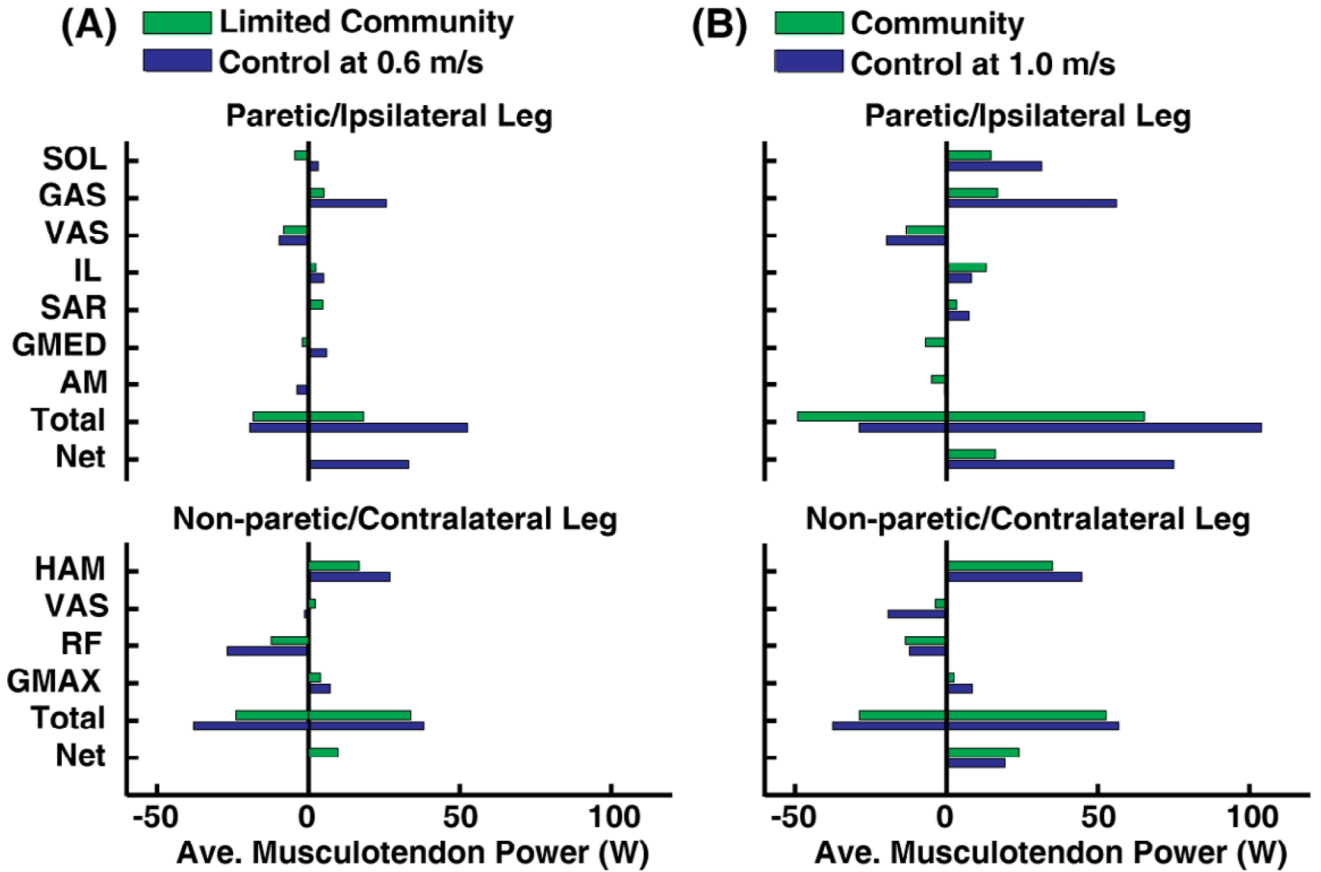 (A) Limited Community
Control at 0.6 m/s
Paretic/Ipsilateral Leg
SOL
GAS
VAS
IL
SAR
GMED
AM
Total
Net
Non-paretic/Contralateral Leg
HAM
VAS
RF
GMAX
Total
Net
-50 0 50 100
Ave. Musculotendon Power (W)
(B) Community
Control at 1.0 m/s
Paretic/Ipsilateral Leg
Non-paretic/Contralateral Leg
-50 0 50 100
Ave. Musculotendon Power (W)